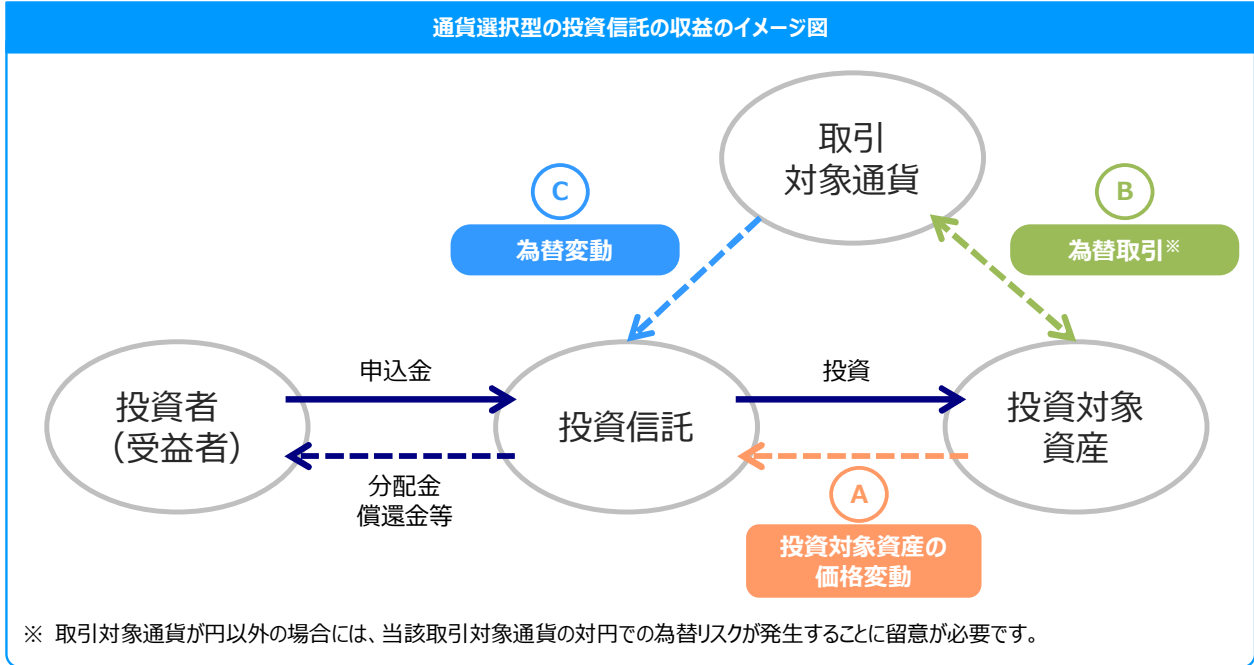 通貨選択型の投資信託の収益のイメージ図
取引
対象通貨
C
為替変動
B
為替取引※
投資者
（受益者）
申込金
分配金
償還金等
投資信託
投資
A
投資対象資産の
価格変動
投資対象
資産
※ 取引対象通貨が円以外の場合には、当該取引対象通貨の対円での為替リスクが発生することに留意が必要です。